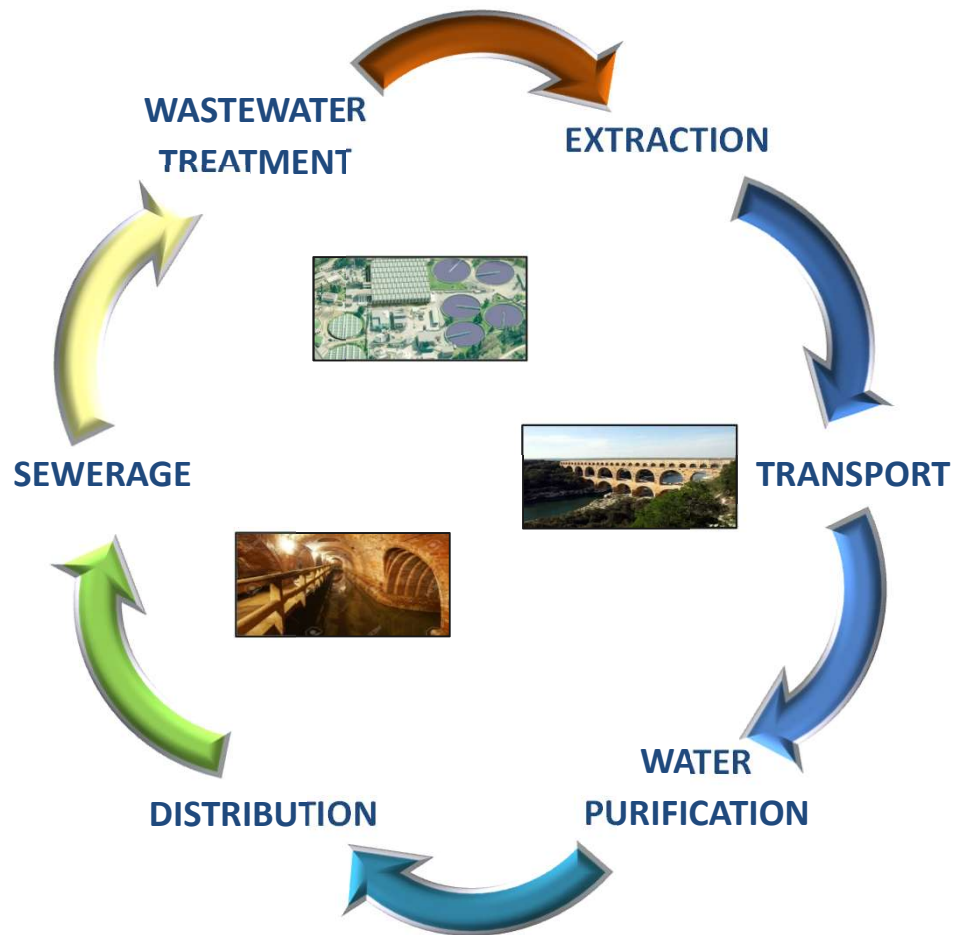 WASTEWATER
TREATMENT
EXTRACTION
SEWERAGE
TRANSPORT
WATER
PURIFICATION
DISTRIBUTION